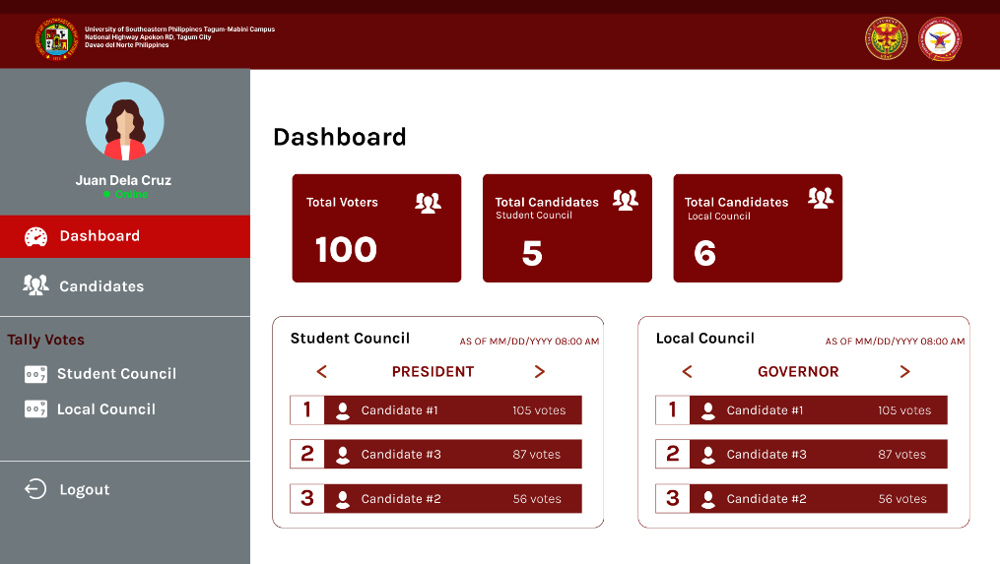 University of Southeastern Philippines Tagum-Mabini Campus
National Highway Apokon RD, Tagum City
Davao del Norte Philippines
Juan Dela Cruz
Online
Dashboard
Candidates
Tally Votes
007
Student Council
007
Local Council
Logout
Dashboard
Total Voters
100
Total Candidates
Student Council
5
Total Candidates
Local Council
6
Student Council
AS OF MM/DD/YYYY 08:00 AM
< PRESIDENT >
1 Candidate #1 105 votes
2 Candidate #3 87 votes
3 Candidate #2 56 votes
Local Council
AS OF MM/DD/YYYY 08:00 AM
< GOVERNOR >
1 Candidate #1 105 votes
2 Candidate #3 87 votes
3 Candidate #2 56 votes